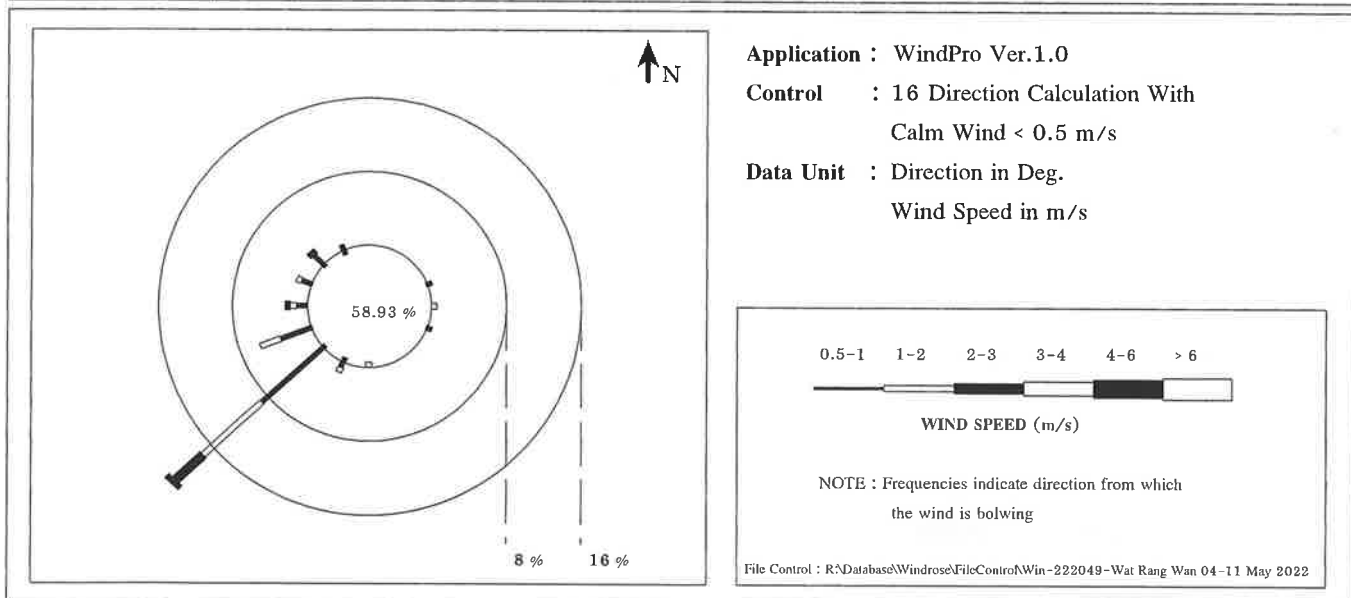 N
58.93 %
8 %
16 %
Application : WindPro Ver.1.0
Control : 16 Direction Calculation With
Calm Wind < 0.5 m/s
Data Unit : Direction in Deg.
Wind Speed in m/s
0.5-1 1-2 2-3 3-4 4-6 > 6
WIND SPEED (m/s)
NOTE : Frequencies indicate direction from which
the wind is bolwing
File Control : R:\Database\Windrose\FileControl\Win-222049-Wat Rang Wan 04-11 May 2022